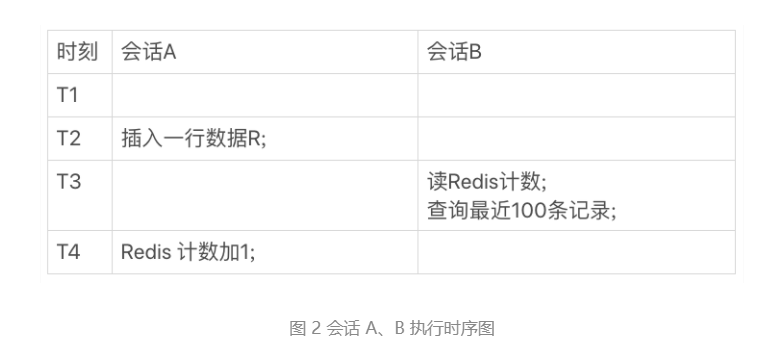 时刻 会话A 会话B
T1
T2 插入一行数据R;
T3 读Redis计数;
查询最近100条记录;
T4 Redis 计数加1;
图 2 会话 A、B 执行时序图